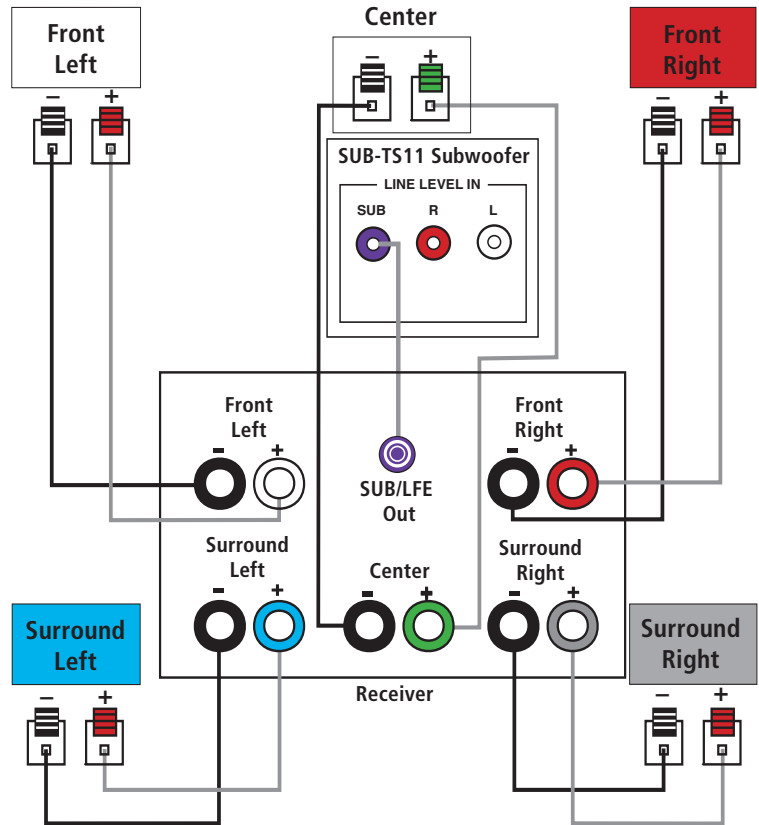 Front
Left
Center
Front
Right
– +
– +
– +
SUB-TS11 Subwoofer
LINE LEVEL IN
SUB R L
Front
Left
Front
Right
- +
- +
SUB/LFE
Out
Surround
Left
Center
Surround
Right
- +
- +
- +
Surround
Left
Surround
Right
Receiver
– +
– +